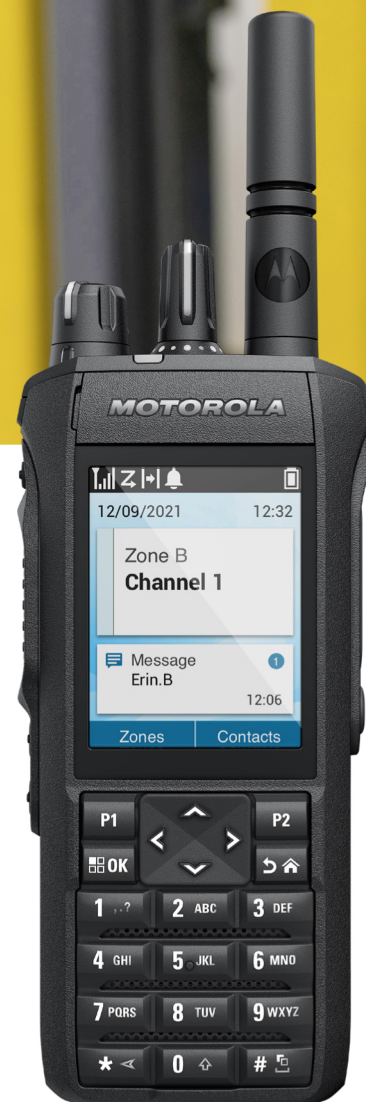 MOTOROLA
12/09/2021 12:32
Zone B
Channel 1
Message 1
Erin.B
12:06
Zones Contacts
P1 P2
OK
1 ,.? 2 ABC 3 DEF
4 GHI 5 JKL 6 MNO
7 PQRS 8 TUV 9 WXYZ
* 0 #